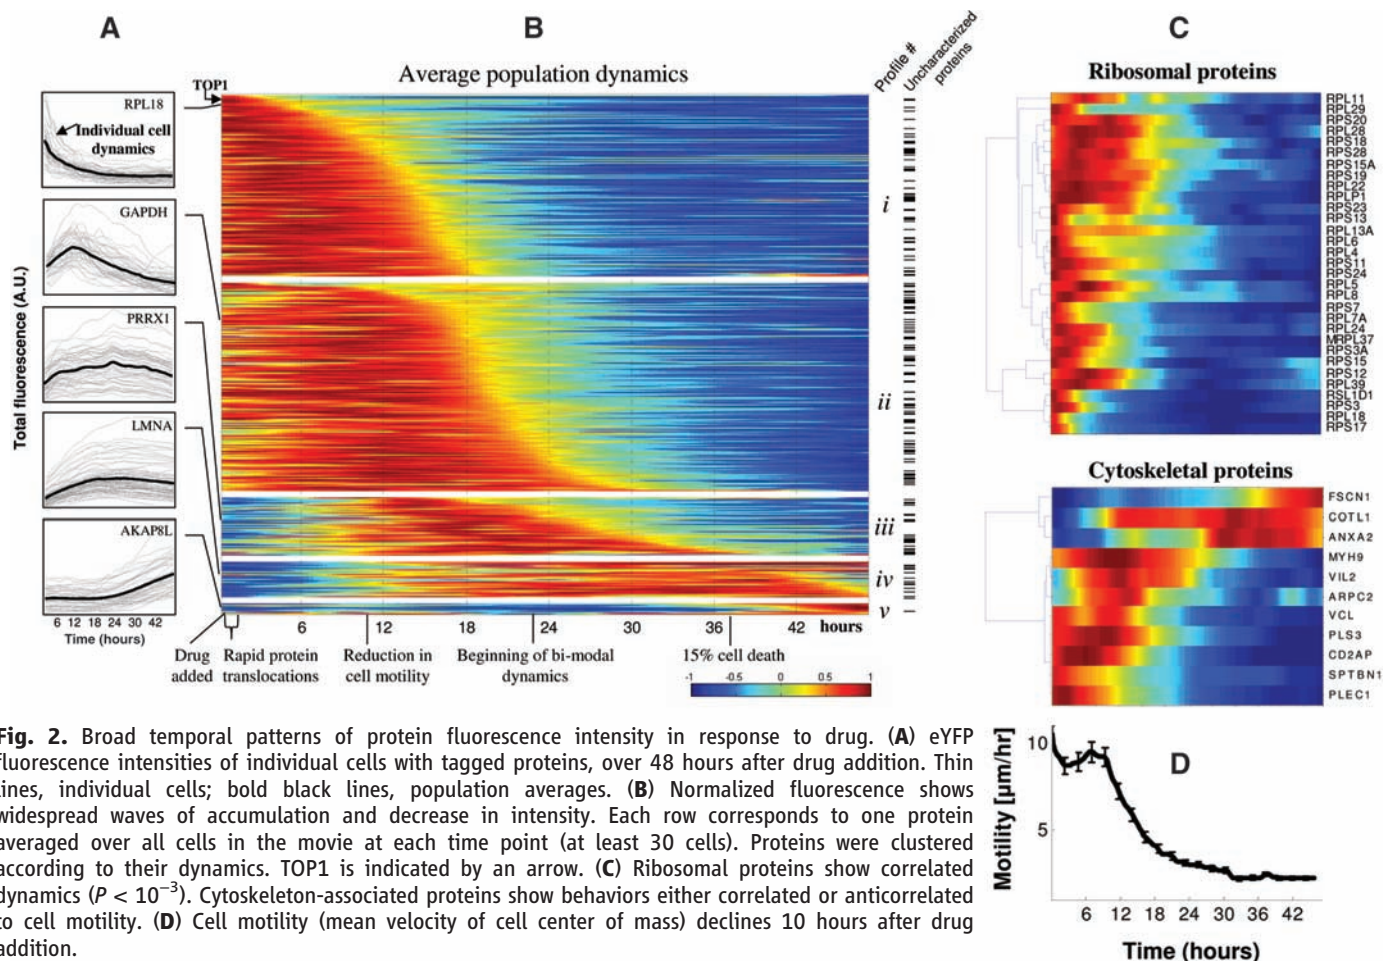 A
B
C
Average population dynamics
TOP1
Profile #
Uncharacterized
proteins
Total fluorescence (A.U.)
RPL18
Individual cell
dynamics
GAPDH
PRRX1
LMNA
AKAP8L
6 12 18 24 30 36 42
Time (hours)
i
ii
iii
iv
v
6 12 18 24 30 36 42 hours
Drug
added
Rapid protein
translocations
Reduction in
cell motility
Beginning of bi-modal
dynamics
15% cell death
-1 -0.5 0 0.5 1
Ribosomal proteins
RPL11
RPL29
RPS20
RPL28
RPS18
RPS28
RPS15A
RPS19
RPL22
RPLP1
RPS23
RPS13
RPL13A
RPL6
RPL4
RPS11
RPS24
RPL5
RPL8
RPS7
RPL7A
RPL24
MRPL37
RPS3A
RPS15
RPS12
RPL39
RSL1D1
RPS3
RPL18
RPS17
Cytoskeletal proteins
FSCN1
COTL1
ANXA2
MYH9
VIL2
ARPC2
VCL
PLS3
CD2AP
SPTBN1
PLEC1
D
Motility [μm/hr]
10
5
6 12 18 24 30 36 42
Time (hours)
Fig. 2. Broad temporal patterns of protein fluorescence intensity in response to drug. (A) eYFP
fluorescence intensities of individual cells with tagged proteins, over 48 hours after drug addition. Thin
lines, individual cells; bold black lines, population averages. (B) Normalized fluorescence shows
widespread waves of accumulation and decrease in intensity. Each row corresponds to one protein
averaged over all cells in the movie at each time point (at least 30 cells). Proteins were clustered
according to their dynamics. TOP1 is indicated by an arrow. (C) Ribosomal proteins show correlated
dynamics (P < 10⁻³). Cytoskeleton-associated proteins show behaviors either correlated or anticorrelated
to cell motility. (D) Cell motility (mean velocity of cell center of mass) declines 10 hours after drug
addition.